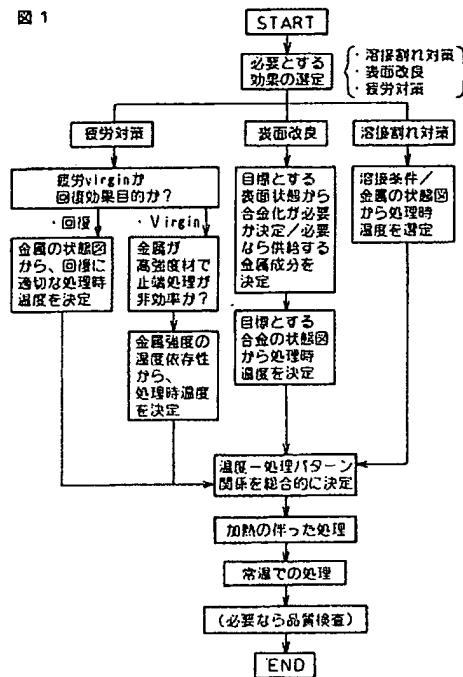 図1
START
必要とする
効果の選定
・溶接割れ対策
・表面改良
・疲労対策
疲労対策
表面改良
溶接割れ対策
疲労virginか
回復効果目的か?
・回復
・Virgin
金属の状態図
から、回復に
適切な処理時
温度を決定
金属が
高強度材で
止端処理が
非効率か?
金属強度の
温度依存性
から、
処理時温度
を決定
目標とする
表面状態から
合金化が必要
か決定/必要
なら供給する
金属成分を
決定
目標とする
合金の状態図
から処理時
温度を決定
溶接条件/
金属の状態図
から処理時
温度を選定
温度-処理パターン
関係を総合的に決定
加熱の伴った処理
常温での処理
(必要なら品質検査)
END